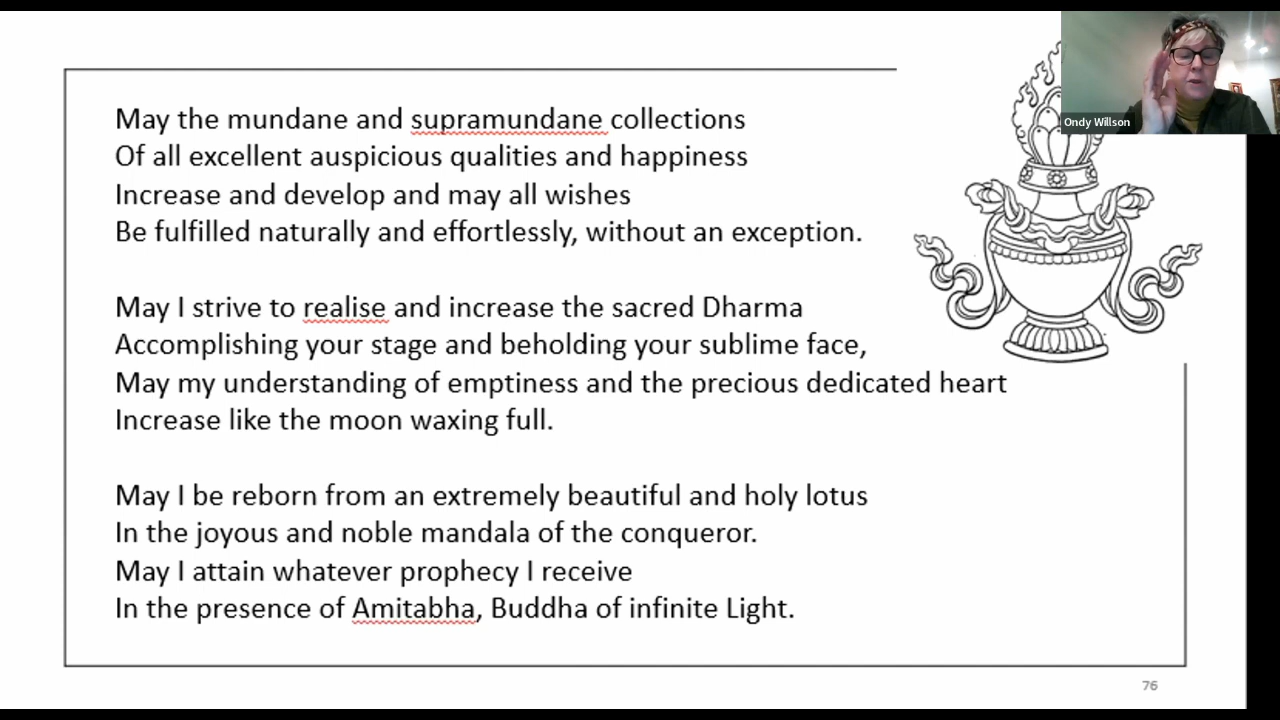 May the mundane and supramundane collections
Of all excellent auspicious qualities and happiness
Increase and develop and may all wishes
Be fulfilled naturally and effortlessly, without an exception.
May I strive to realise and increase the sacred Dharma
Accomplishing your stage and beholding your sublime face,
May my understanding of emptiness and the precious dedicated heart
Increase like the moon waxing full.
May I be reborn from an extremely beautiful and holy lotus
In the joyous and noble mandala of the conqueror.
May I attain whatever prophecy I receive
In the presence of Amitabha, Buddha of infinite Light.
Ondy Willson
76